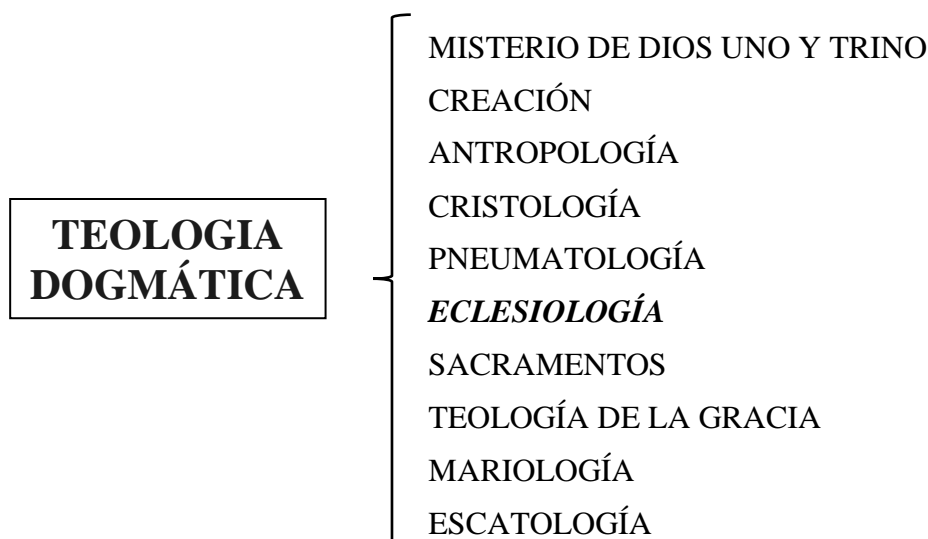 TEOLOGIA
DOGMÁTICA
MISTERIO DE DIOS UNO Y TRINO
CREACIÓN
ANTROPOLOGÍA
CRISTOLOGÍA
PNEUMATOLOGÍA
ECLESIOLOGÍA
SACRAMENTOS
TEOLOGÍA DE LA GRACIA
MARIOLOGÍA
ESCATOLOGÍA